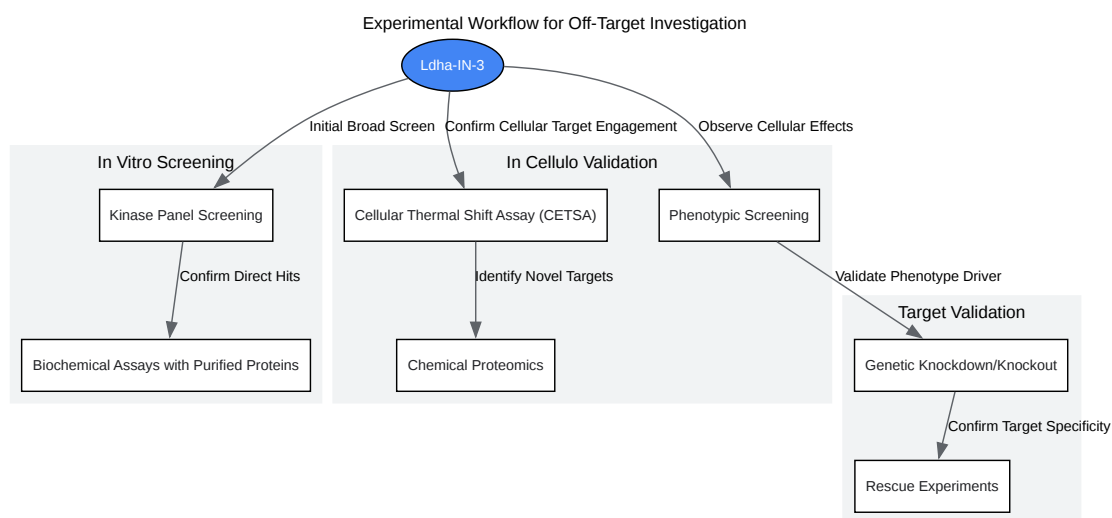 Experimental Workflow for Off-Target Investigation
Ldha-IN-3
Initial Broad Screen
Confirm Cellular Target Engagement
Observe Cellular Effects
In Vitro Screening
In Cellulo Validation
Kinase Panel Screening
Cellular Thermal Shift Assay (CETSA)
Phenotypic Screening
Confirm Direct Hits
Identify Novel Targets
Validate Phenotype Driver
Target Validation
Biochemical Assays with Purified Proteins
Chemical Proteomics
Genetic Knockdown/Knockout
Confirm Target Specificity
Rescue Experiments